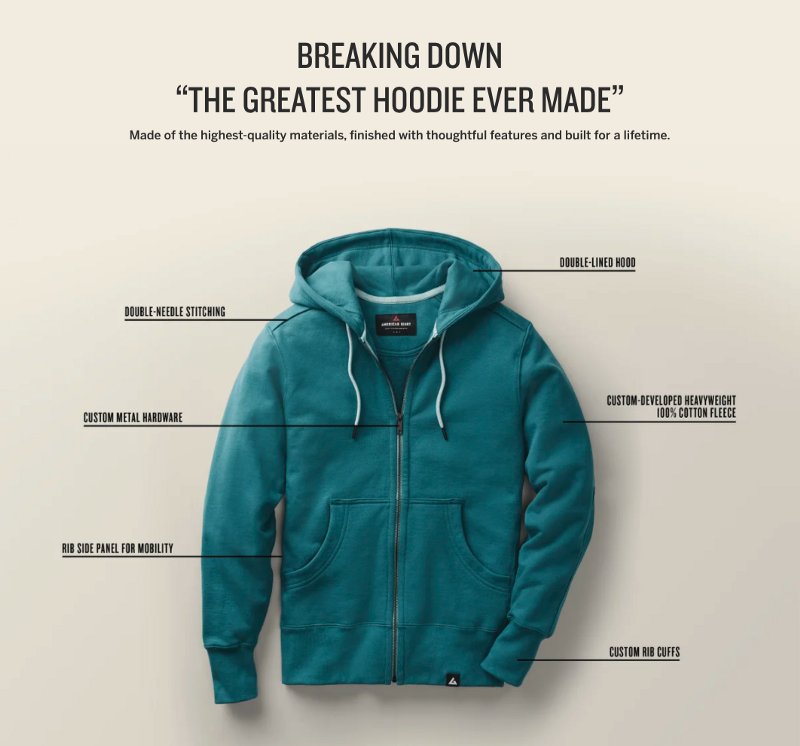 BREAKING DOWN
“THE GREATEST HOODIE EVER MADE”
Made of the highest-quality materials, finished with thoughtful features and built for a lifetime.
DOUBLE-LINED HOOD
DOUBLE-NEEDLE STITCHING
AMERICAN GIANT
CUSTOM-DEVELOPED HEAVYWEIGHT
100% COTTON FLEECE
CUSTOM METAL HARDWARE
RIB SIDE PANEL FOR MOBILITY
CUSTOM RIB CUFFS